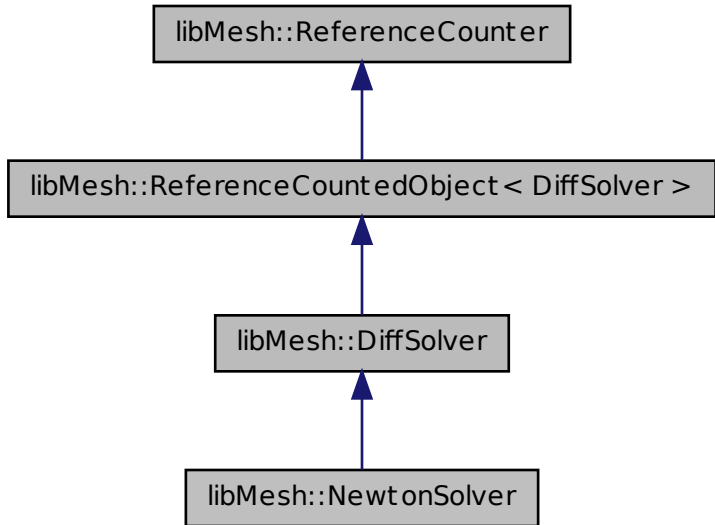 libMesh::ReferenceCounter
libMesh::ReferenceCountedObject< DiffSolver >
libMesh::DiffSolver
libMesh::NewtonSolver